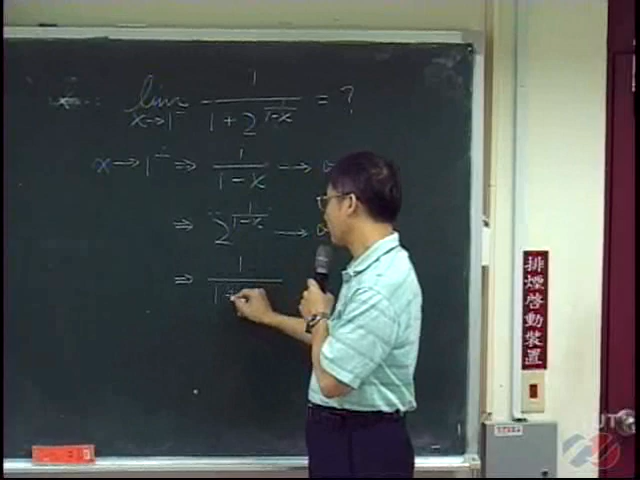 lim x→1⁻ 1/(1+2^(1/(1-x))) = ?
x→1⁻ ⇒ 1/(1-x) →
⇒ 2^(1/(1-x)) →
⇒ 1/(1+
排煙啓動裝置